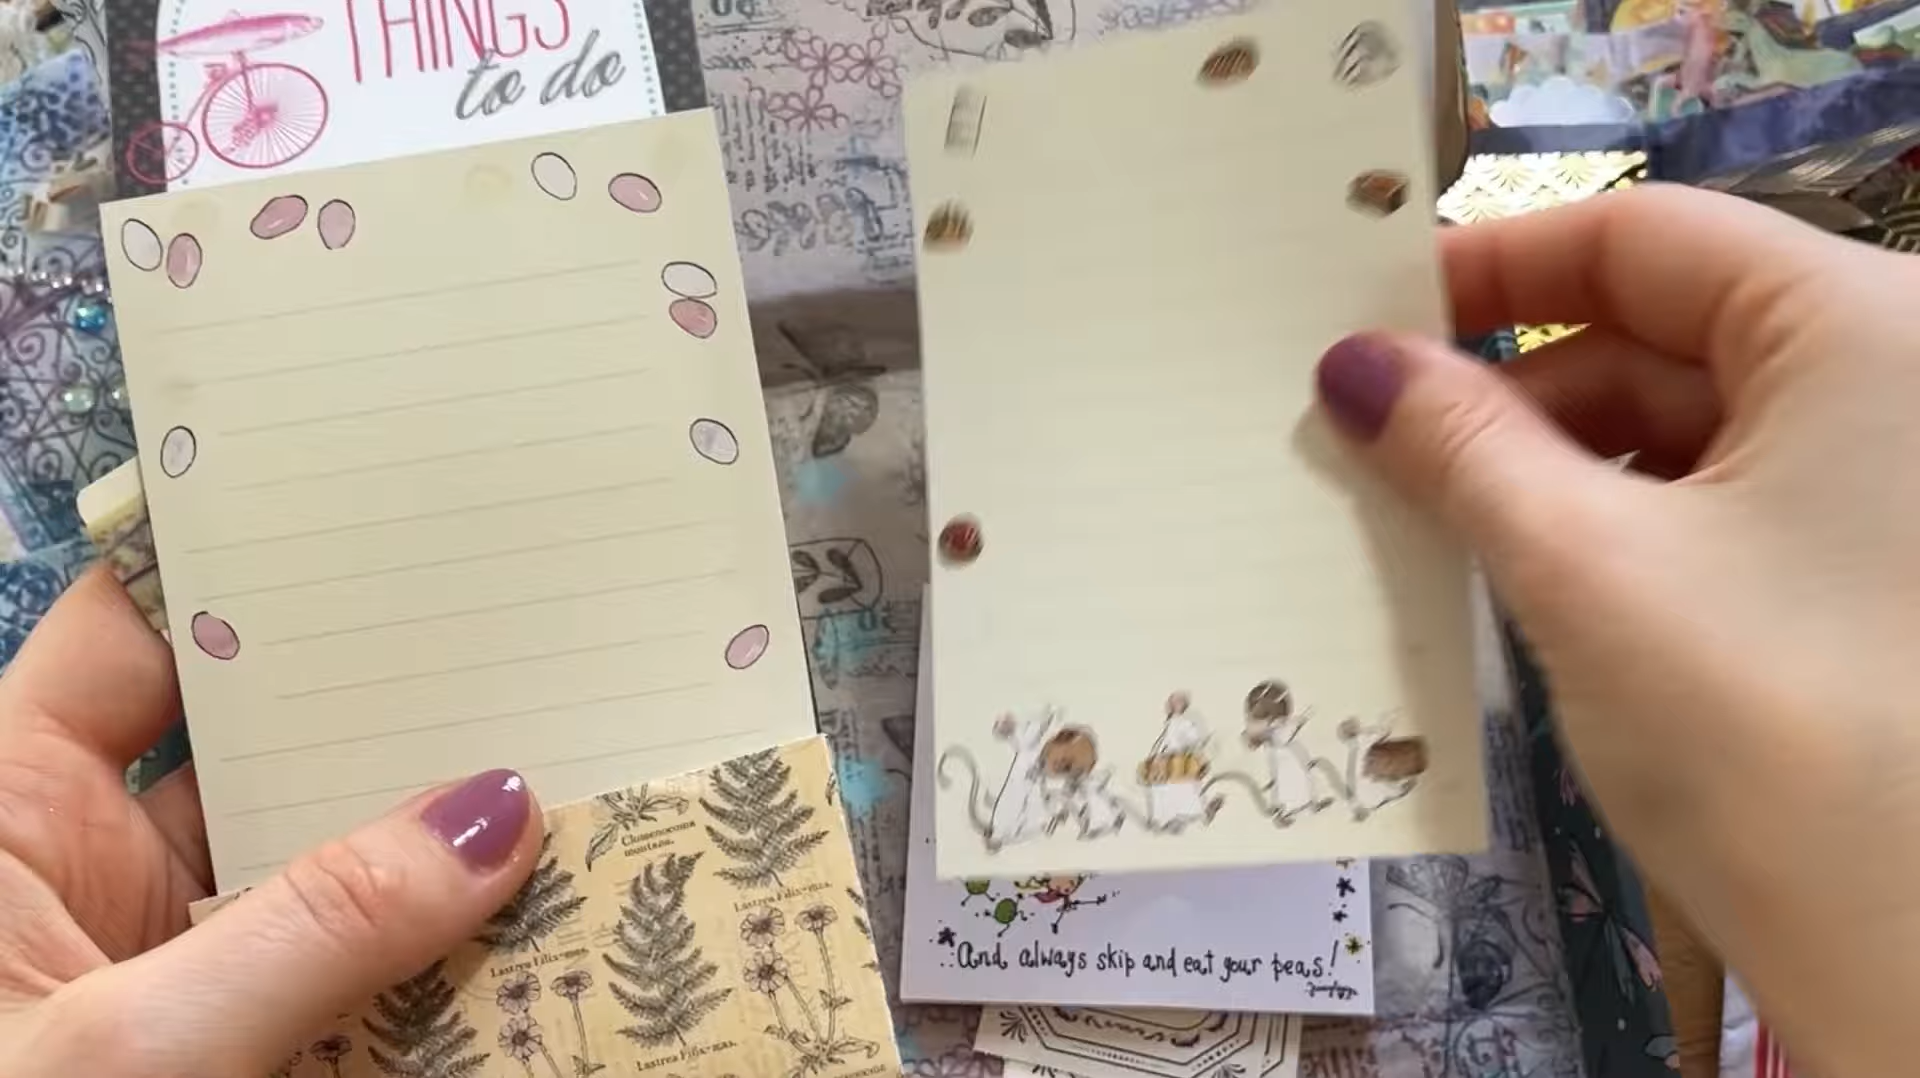 THINGS
to do
Clomenocoma
montana.
Lastrea Filix-mas.
Lastrea Filix-mas.
Lastrea Filix-mas.
And always skip and eat your peas!